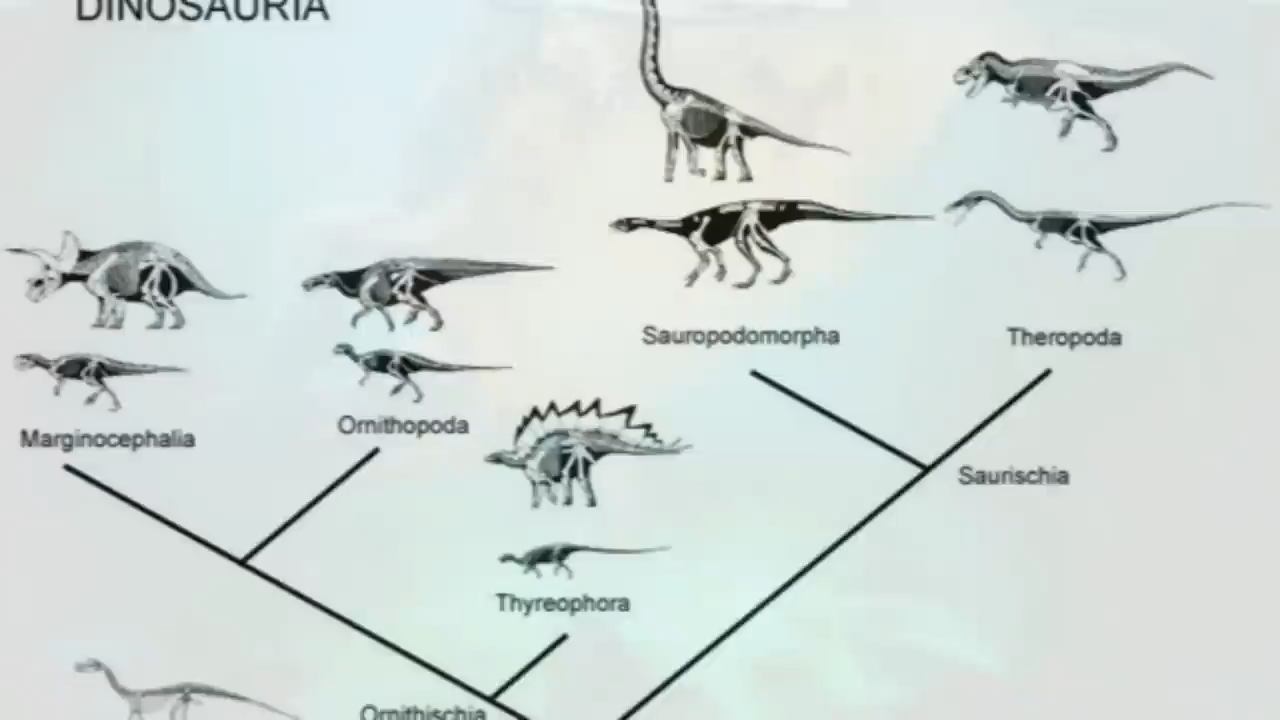 DINOSAURIA
Sauropodomorpha
Theropoda
Marginocephalia
Ornithopoda
Saurischia
Thyreophora
Ornithischia